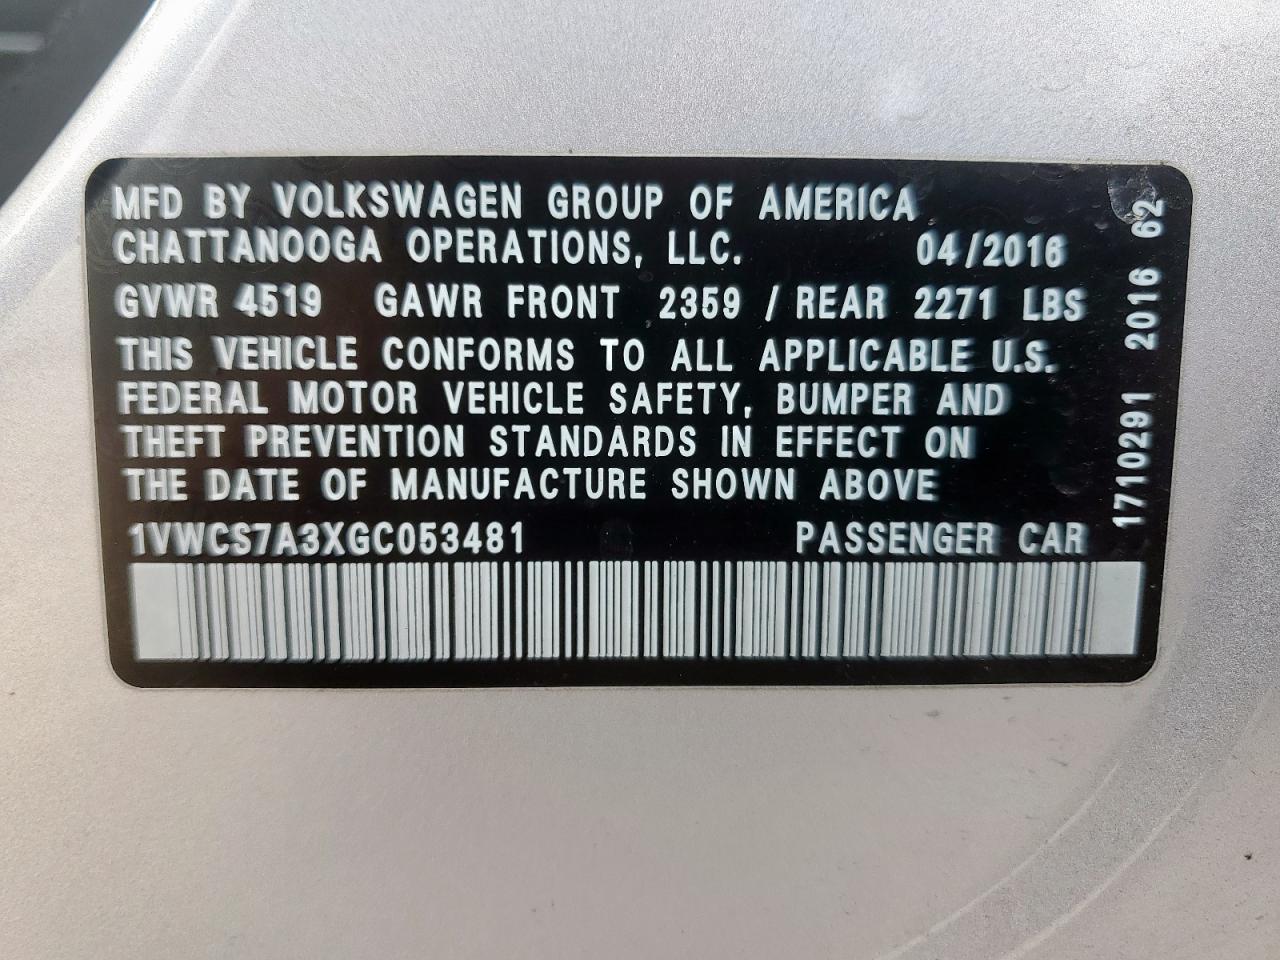 MFD BY VOLKSWAGEN GROUP OF AMERICA
CHATTANOOGA OPERATIONS, LLC. 04/2016
GVWR 4519 GAWR FRONT 2359 / REAR 2271 LBS
THIS VEHICLE CONFORMS TO ALL APPLICABLE U.S.
FEDERAL MOTOR VEHICLE SAFETY, BUMPER AND
THEFT PREVENTION STANDARDS IN EFFECT ON
THE DATE OF MANUFACTURE SHOWN ABOVE
1VWCS7A3XGC053481 PASSENGER CAR
1710291 2016 62